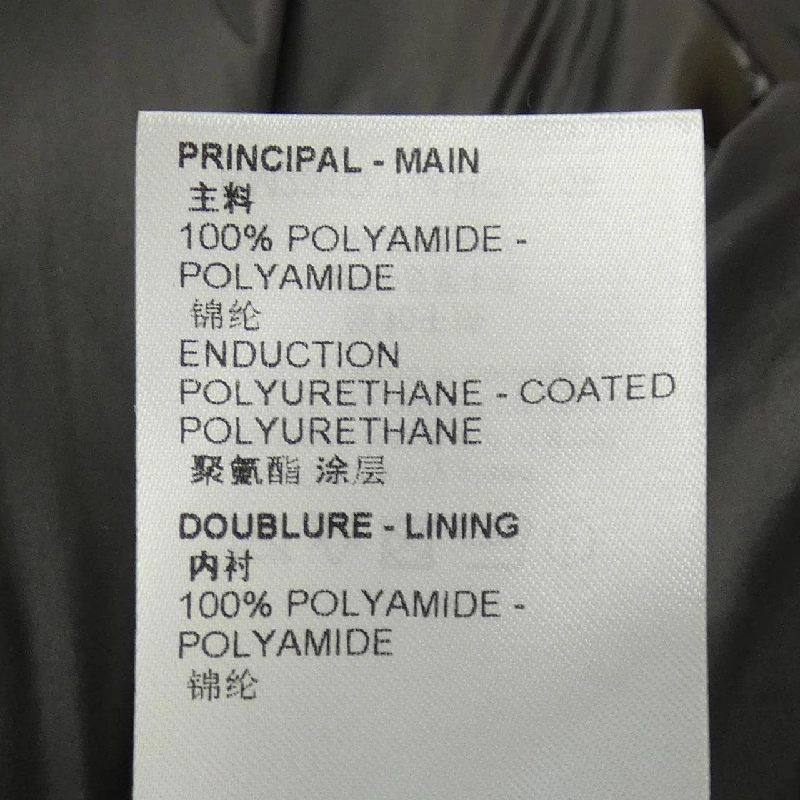 PRINCIPAL - MAIN
主料
100% POLYAMIDE -
POLYAMIDE
锦纶
ENDUCTION
POLYURETHANE - COATED
POLYURETHANE
聚氨酯 涂层
DOUBLURE - LINING
内衬
100% POLYAMIDE -
POLYAMIDE
锦纶